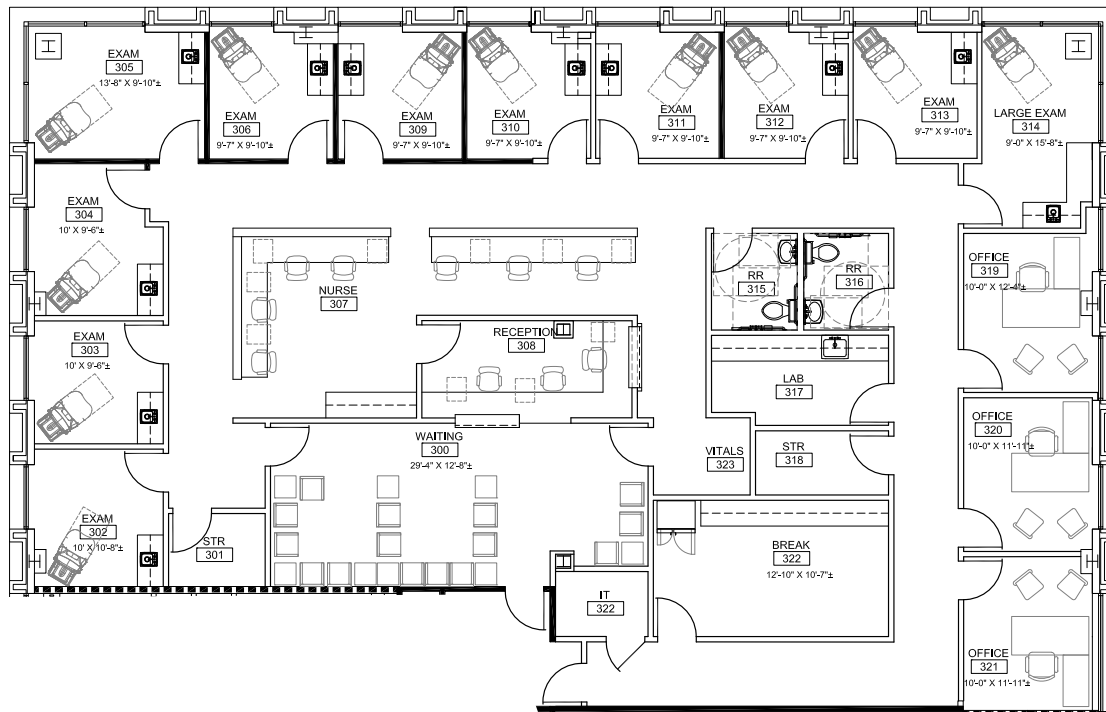 EXAM
305
13'-8" X 9'-10"±
EXAM
306
9'-7" X 9'-10"±
EXAM
309
9'-7" X 9'-10"±
EXAM
310
9'-7" X 9'-10"±
EXAM
311
9'-7" X 9'-10"±
EXAM
312
9'-7" X 9'-10"±
EXAM
313
9'-7" X 9'-10"±
LARGE EXAM
314
9'-0" X 15'-8"±
EXAM
304
10' X 9'-6"±
NURSE
307
RECEPTION
308
RR
315
RR
316
OFFICE
319
10'-0" X 12'-4"±
EXAM
303
10' X 9'-6"±
LAB
317
WAITING
300
29'-4" X 12'-8"±
VITALS
323
STR
318
OFFICE
320
10'-0" X 11'-11"±
EXAM
302
10' X 10'-8"±
STR
301
BREAK
322
12'-10" X 10'-7"±
IT
322
OFFICE
321
10'-0" X 11'-11"±